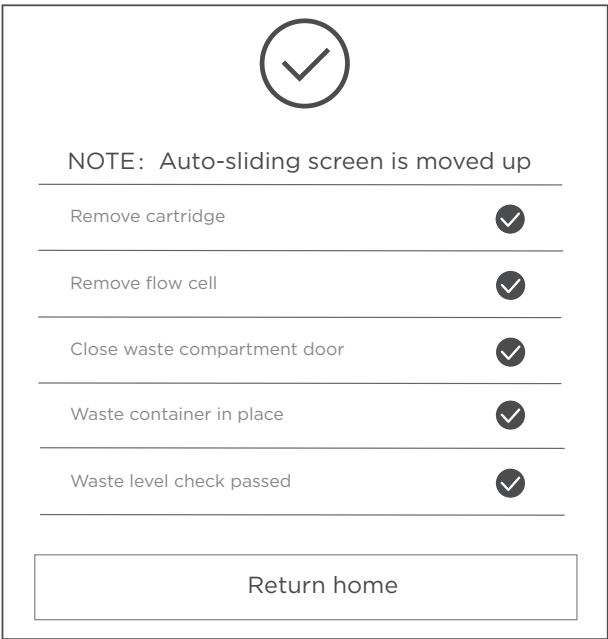 NOTE: Auto-sliding screen is moved up
Remove cartridge
Remove flow cell
Close waste compartment door
Waste container in place
Waste level check passed
Return home